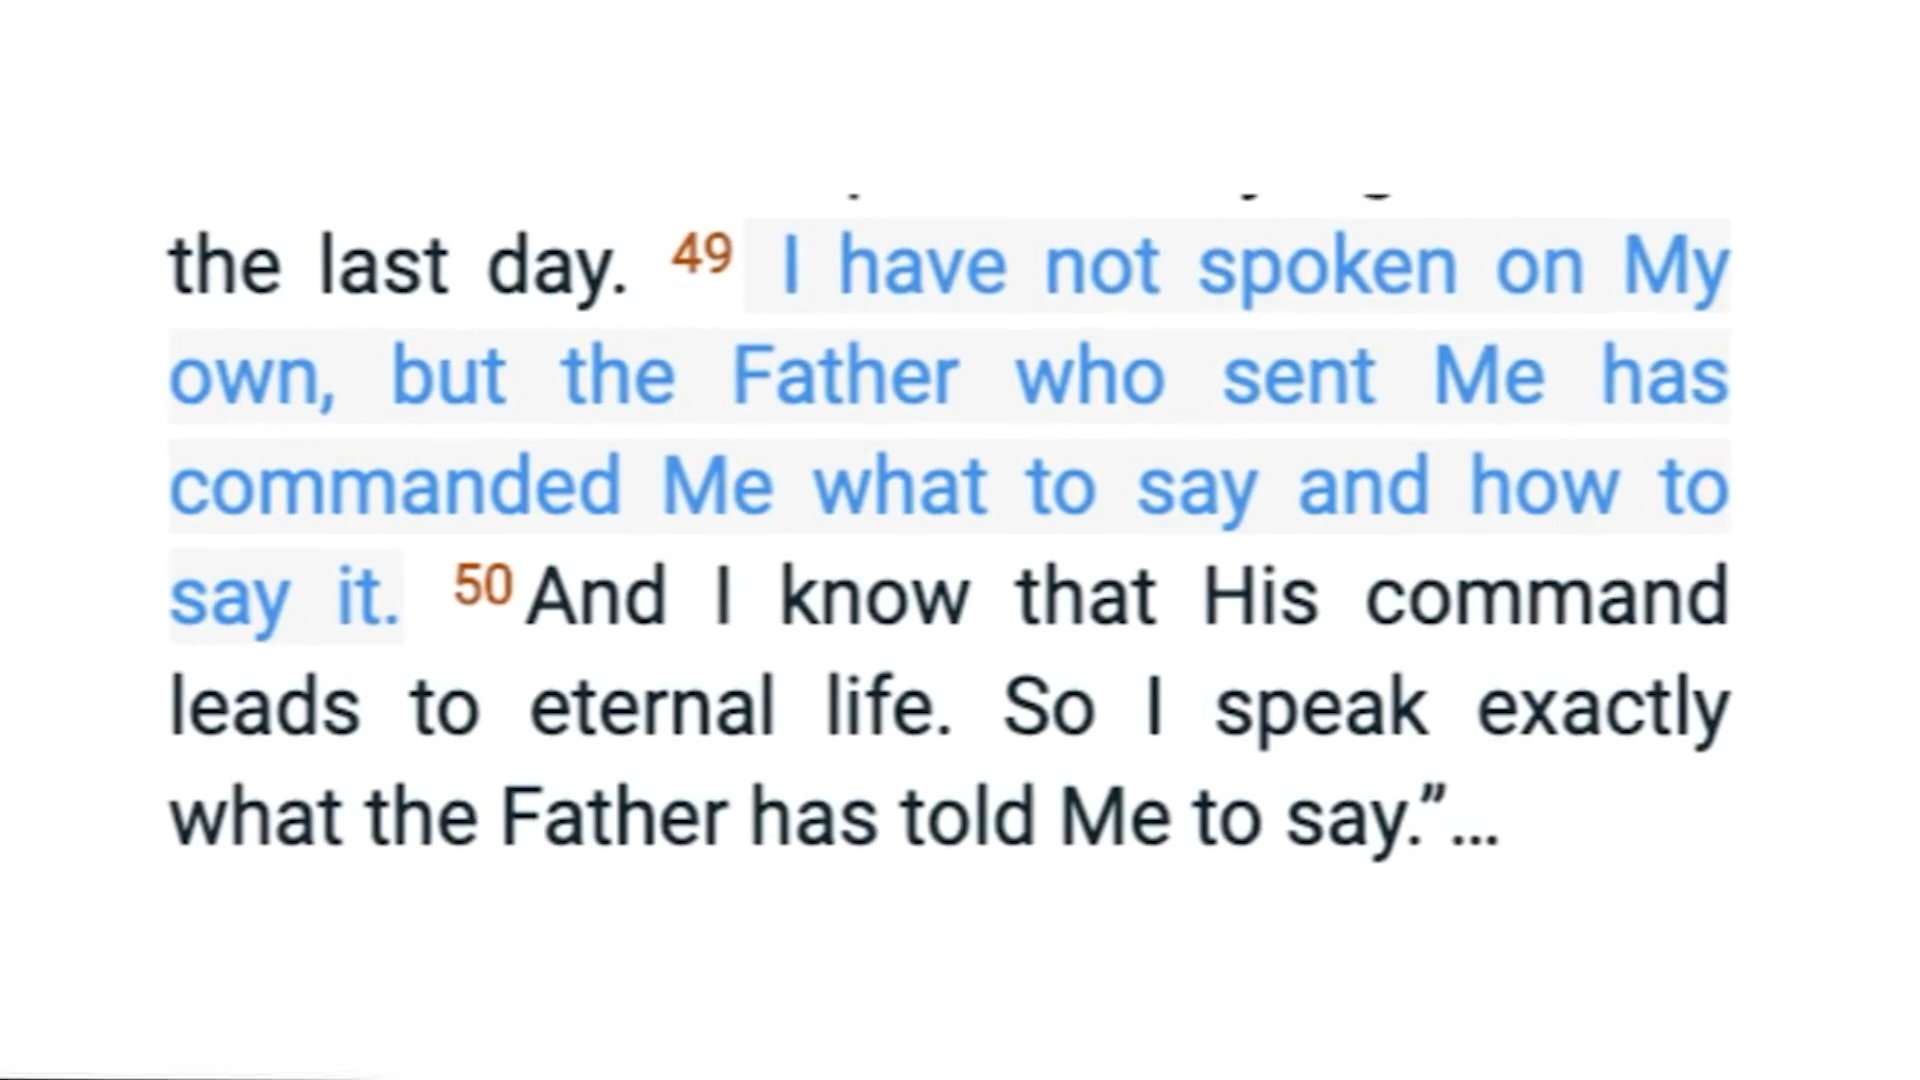 the last day. 49 I have not spoken on My
own, but the Father who sent Me has
commanded Me what to say and how to
say it. 50 And I know that His command
leads to eternal life. So I speak exactly
what the Father has told Me to say.”...